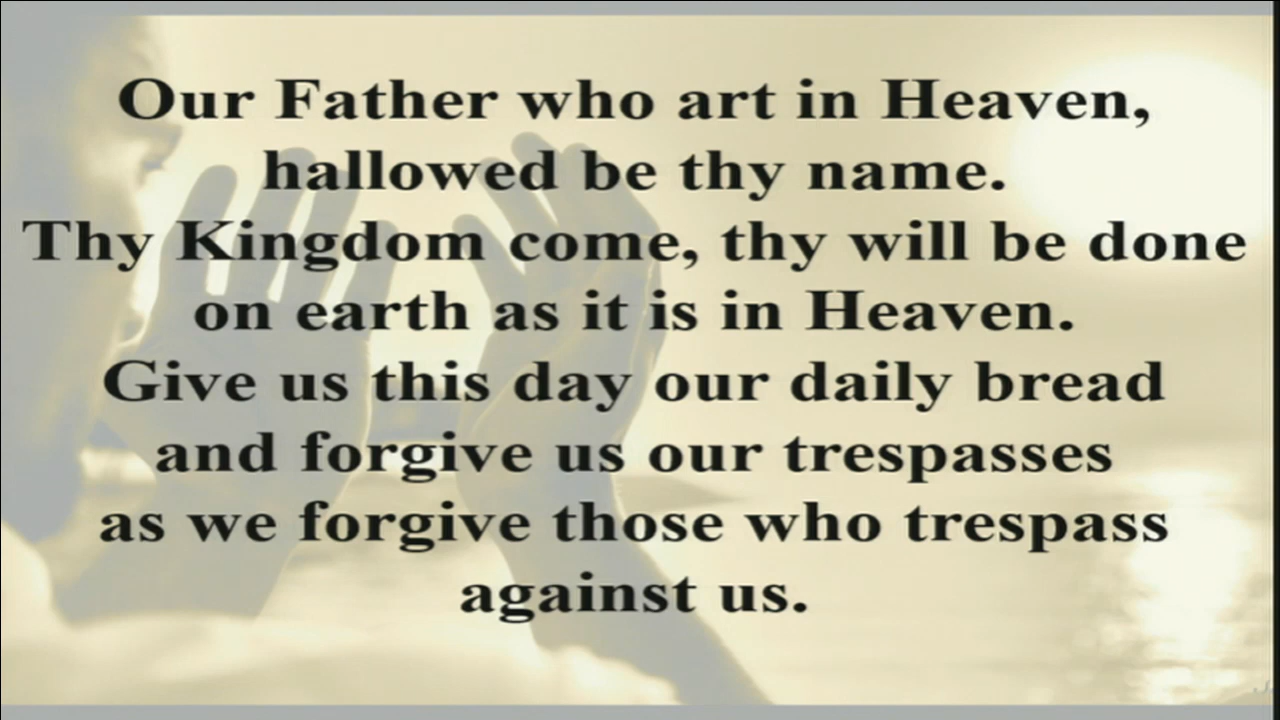 Our Father who art in Heaven,
hallowed be thy name.
Thy Kingdom come, thy will be done
on earth as it is in Heaven.
Give us this day our daily bread
and forgive us our trespasses
as we forgive those who trespass
against us.